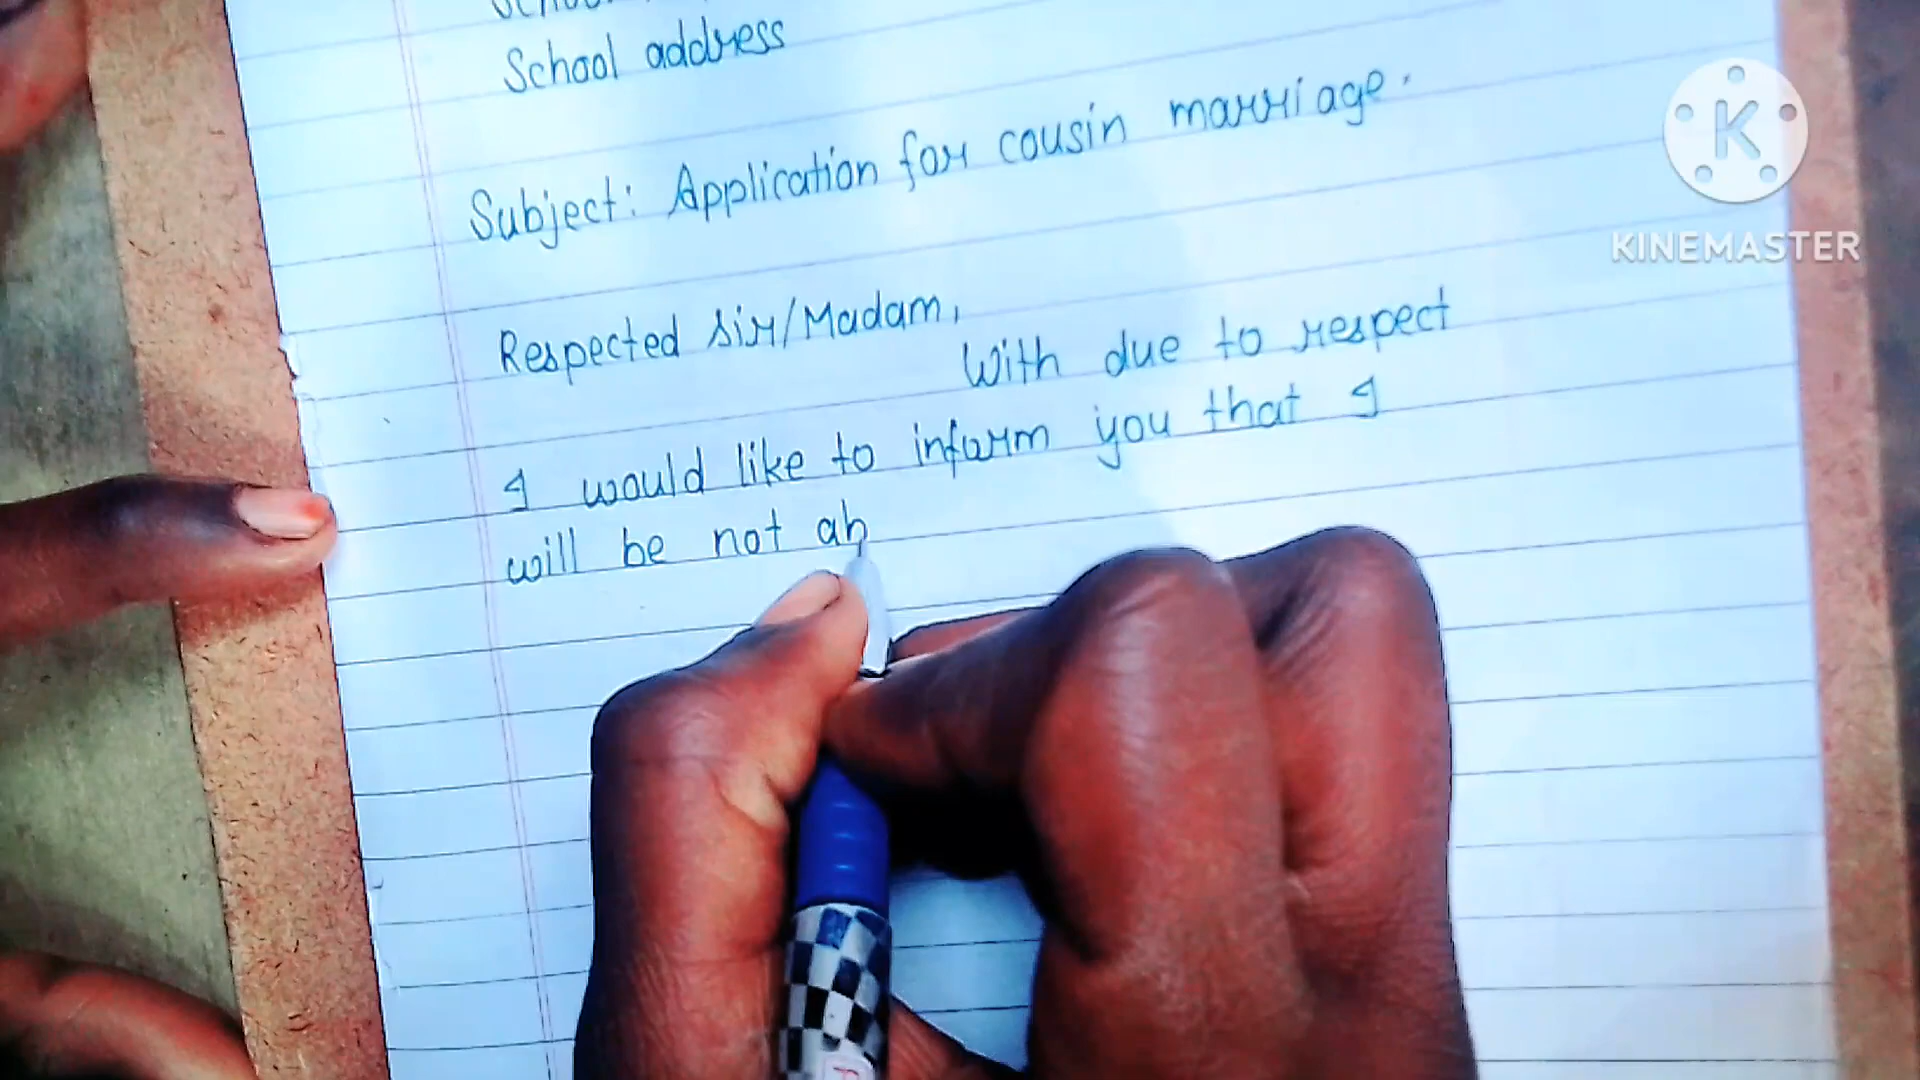 School address
Subject: Application for cousin marriage.
Respected Sir/Madam,
With due to respect
I would like to inform you that I
will be not ab
K
KINEMASTER